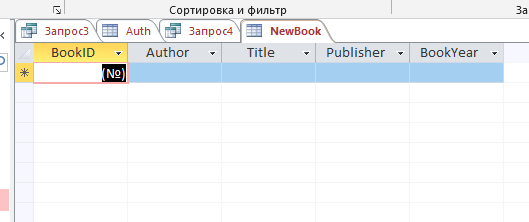 Сортировка и фильтр
За
Запрос3 Auth Запрос4 NewBook
BookID Author Title Publisher BookYear
(№)